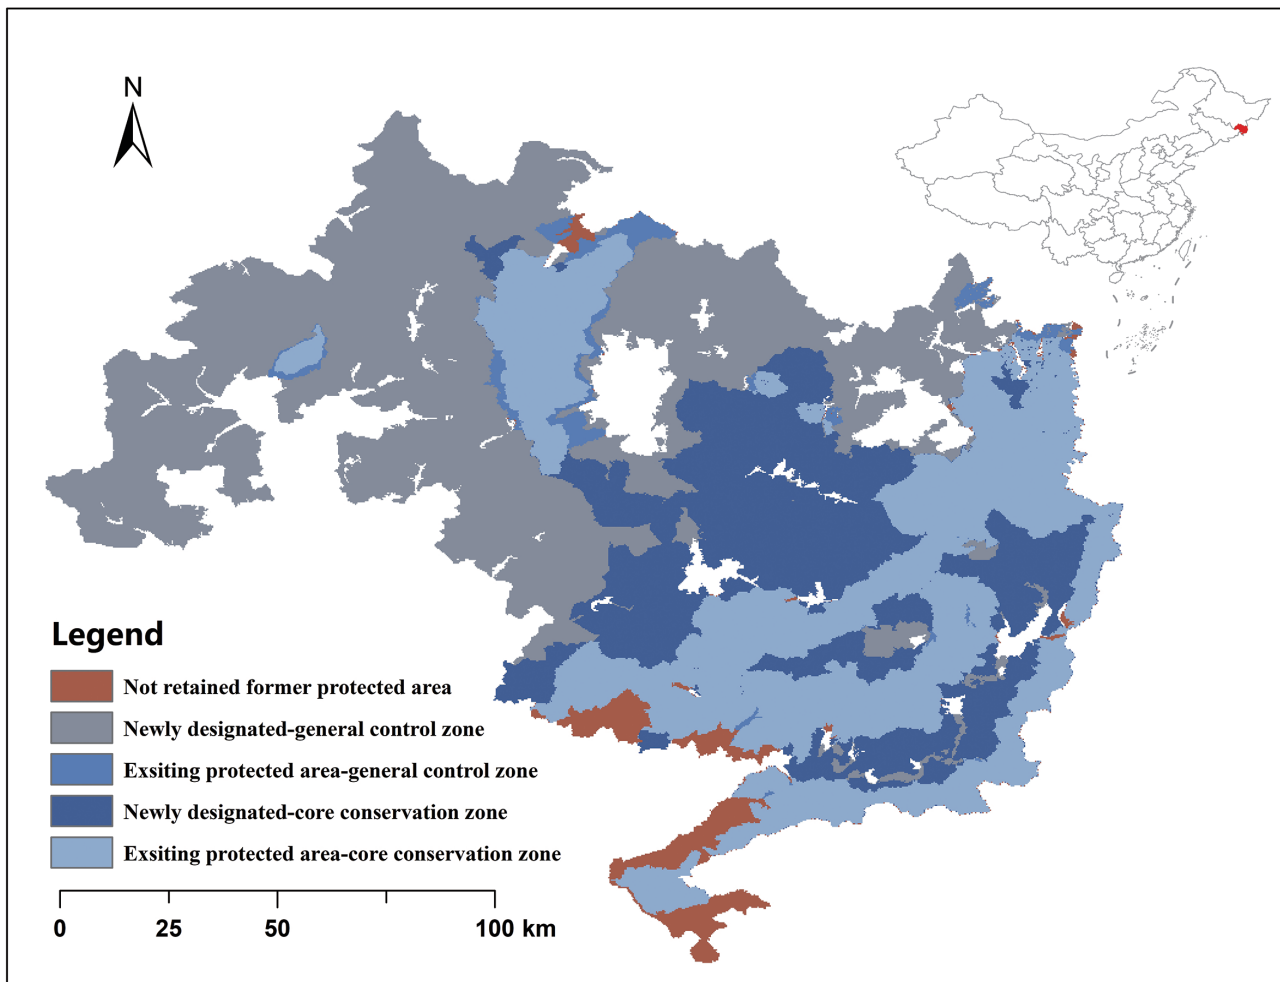 N
Legend
Not retained former protected area
Newly designated-general control zone
Exsiting protected area-general control zone
Newly designated-core conservation zone
Exsiting protected area-core conservation zone
0 25 50 100 km